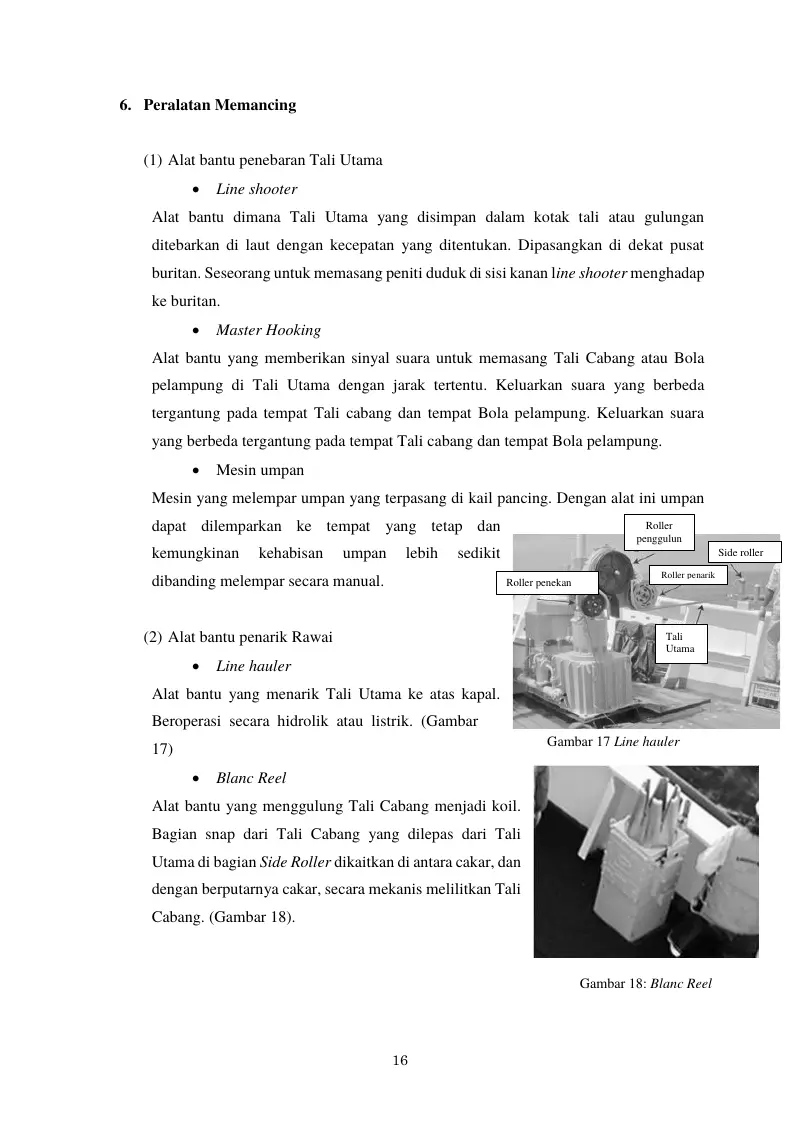 6. Peralatan Memancing
(1) Alat bantu penebaran Tali Utama
• Line shooter
Alat bantu dimana Tali Utama yang disimpan dalam kotak tali atau gulungan
ditebarkan di laut dengan kecepatan yang ditentukan. Dipasangkan di dekat pusat
buritan. Seseorang untuk memasang peniti duduk di sisi kanan line shooter menghadap
ke buritan.
• Master Hooking
Alat bantu yang memberikan sinyal suara untuk memasang Tali Cabang atau Bola
pelampung di Tali Utama dengan jarak tertentu. Keluarkan suara yang berbeda
tergantung pada tempat Tali cabang dan tempat Bola pelampung. Keluarkan suara
yang berbeda tergantung pada tempat Tali cabang dan tempat Bola pelampung.
• Mesin umpan
Mesin yang melempar umpan yang terpasang di kail pancing. Dengan alat ini umpan
dapat dilemparkan ke tempat yang tetap dan
kemungkinan kehabisan umpan lebih sedikit
dibanding melempar secara manual.
Roller
penggulun
Side roller
Roller penarik
Roller penekan
Tali
Utama
Gambar 17 Line hauler
(2) Alat bantu penarik Rawai
• Line hauler
Alat bantu yang menarik Tali Utama ke atas kapal.
Beroperasi secara hidrolik atau listrik. (Gambar
17)
• Blanc Reel
Alat bantu yang menggulung Tali Cabang menjadi koil.
Bagian snap dari Tali Cabang yang dilepas dari Tali
Utama di bagian Side Roller dikaitkan di antara cakar, dan
dengan berputarnya cakar, secara mekanis melilitkan Tali
Cabang. (Gambar 18).
Gambar 18: Blanc Reel
16